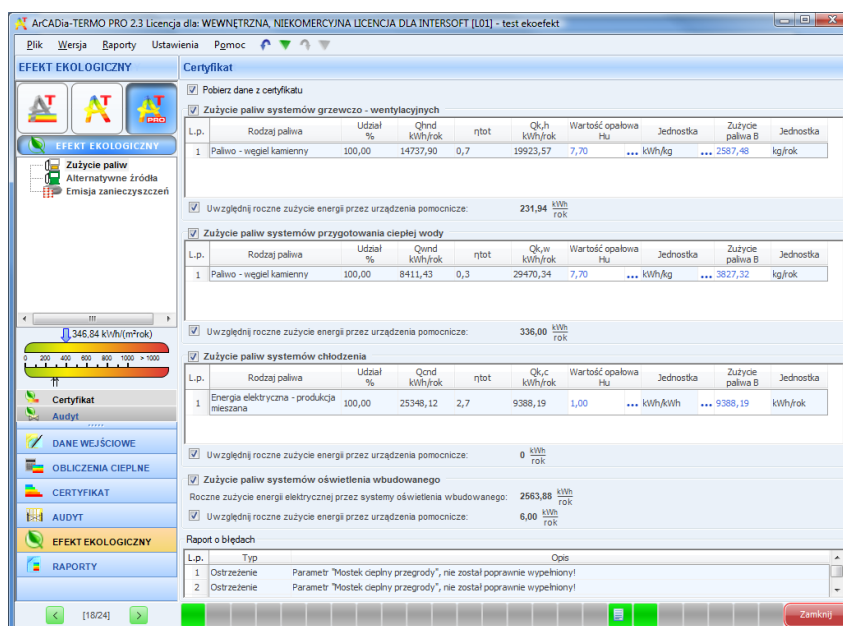 ArCADia-TERMO PRO 2.3 Licencja dla: WEWNĘTRZNA, NIEKOMERCYJNA LICENCJA DLA INTERSOFT [L01] - test ekoefekt
Plik Wersja Raporty Ustawienia Pomoc
EFEKT EKOLOGICZNY
AT AT AT PRO
EFEKT EKOLOGICZNY
Zużycie paliw
Alternatywne źródła
Emisja zanieczyszczeń
346,84 kWh/(m²rok)
0 200 400 600 800 1000 > 1000
Certyfikat
Audyt
DANE WEJŚCIOWE
OBLICZENIA CIEPLNE
CERTYFIKAT
AUDYT
EFEKT EKOLOGICZNY
RAPORTY
[18/24]
Certyfikat
Pobierz dane z certyfikatu
Zużycie paliw systemów grzewczo - wentylacyjnych
L.p. Rodzaj paliwa Udział % Qhnd kWh/rok ηtot Qk,h kWh/rok Wartość opałowa Hu Jednostka Zużycie paliwa B Jednostka
1 Paliwo - węgiel kamienny 100,00 14737,90 0,7 19923,57 7,70 ... kWh/kg ... 2587,48 kg/rok
Uwzględnij roczne zużycie energii przez urządzenia pomocnicze: 231,94 kWh/rok
Zużycie paliw systemów przygotowania ciepłej wody
L.p. Rodzaj paliwa Udział % Qwnd kWh/rok ηtot Qk,w kWh/rok Wartość opałowa Hu Jednostka Zużycie paliwa B Jednostka
1 Paliwo - węgiel kamienny 100,00 8411,43 0,3 29470,34 7,70 ... kWh/kg ... 3827,32 kg/rok
Uwzględnij roczne zużycie energii przez urządzenia pomocnicze: 336,00 kWh/rok
Zużycie paliw systemów chłodzenia
L.p. Rodzaj paliwa Udział % Qcnd kWh/rok ηtot Qk,c kWh/rok Wartość opałowa Hu Jednostka Zużycie paliwa B Jednostka
1 Energia elektryczna - produkcja mieszana 100,00 25348,12 2,7 9388,19 1,00 ... kWh/kWh ... 9388,19 kWh/rok
Uwzględnij roczne zużycie energii przez urządzenia pomocnicze: 0 kWh/rok
Zużycie paliw systemów oświetlenia wbudowanego
Roczne zużycie energii elektrycznej przez systemy oświetlenia wbudowanego: 2563,88 kWh/rok
Uwzględnij roczne zużycie energii przez urządzenia pomocnicze: 6,00 kWh/rok
Raport o błędach
L.p. Typ Opis
1 Ostrzeżenie Parametr "Mostek cieplny przegrody", nie został poprawnie wypełniony!
2 Ostrzeżenie Parametr "Mostek cieplny przegrody", nie został poprawnie wypełniony!
Zamknij